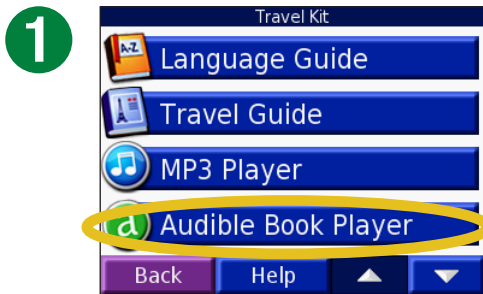 1
Travel Kit
A-Z
Language Guide
Travel Guide
MP3 Player
a Audible Book Player
Back Help